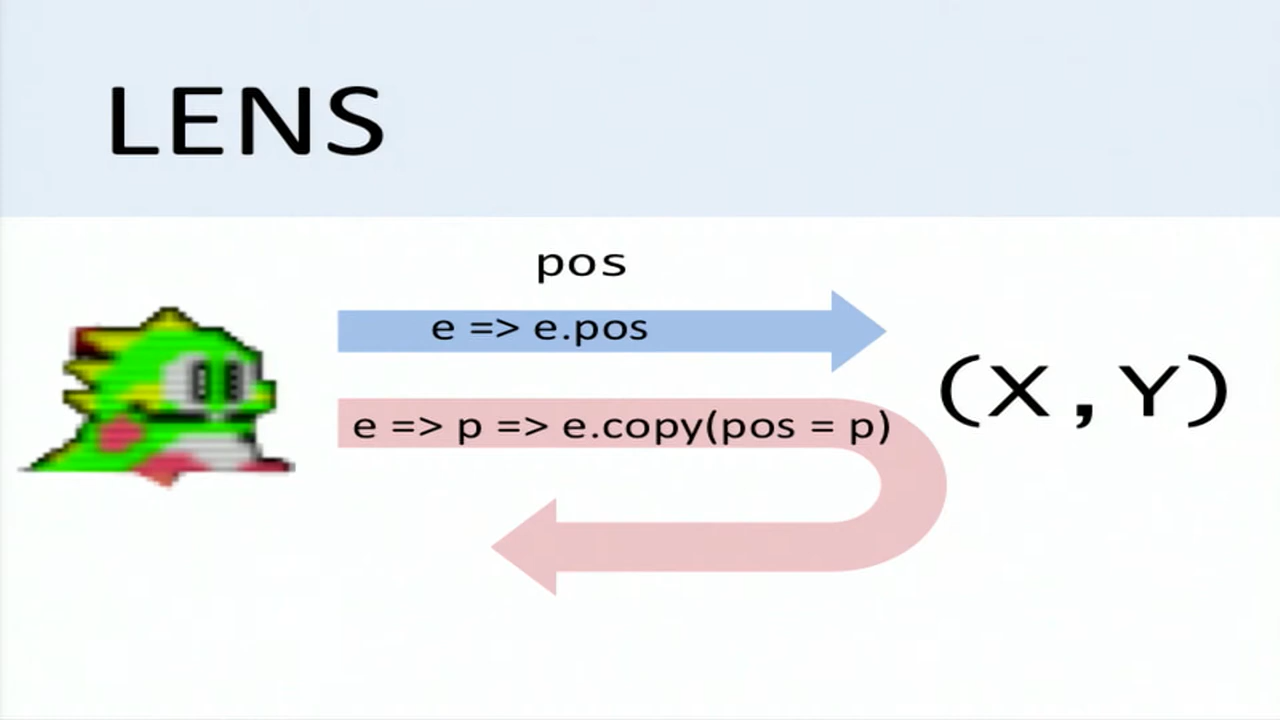 LENS
pos
e => e.pos
(X,Y)
e => p => e.copy(pos = p)